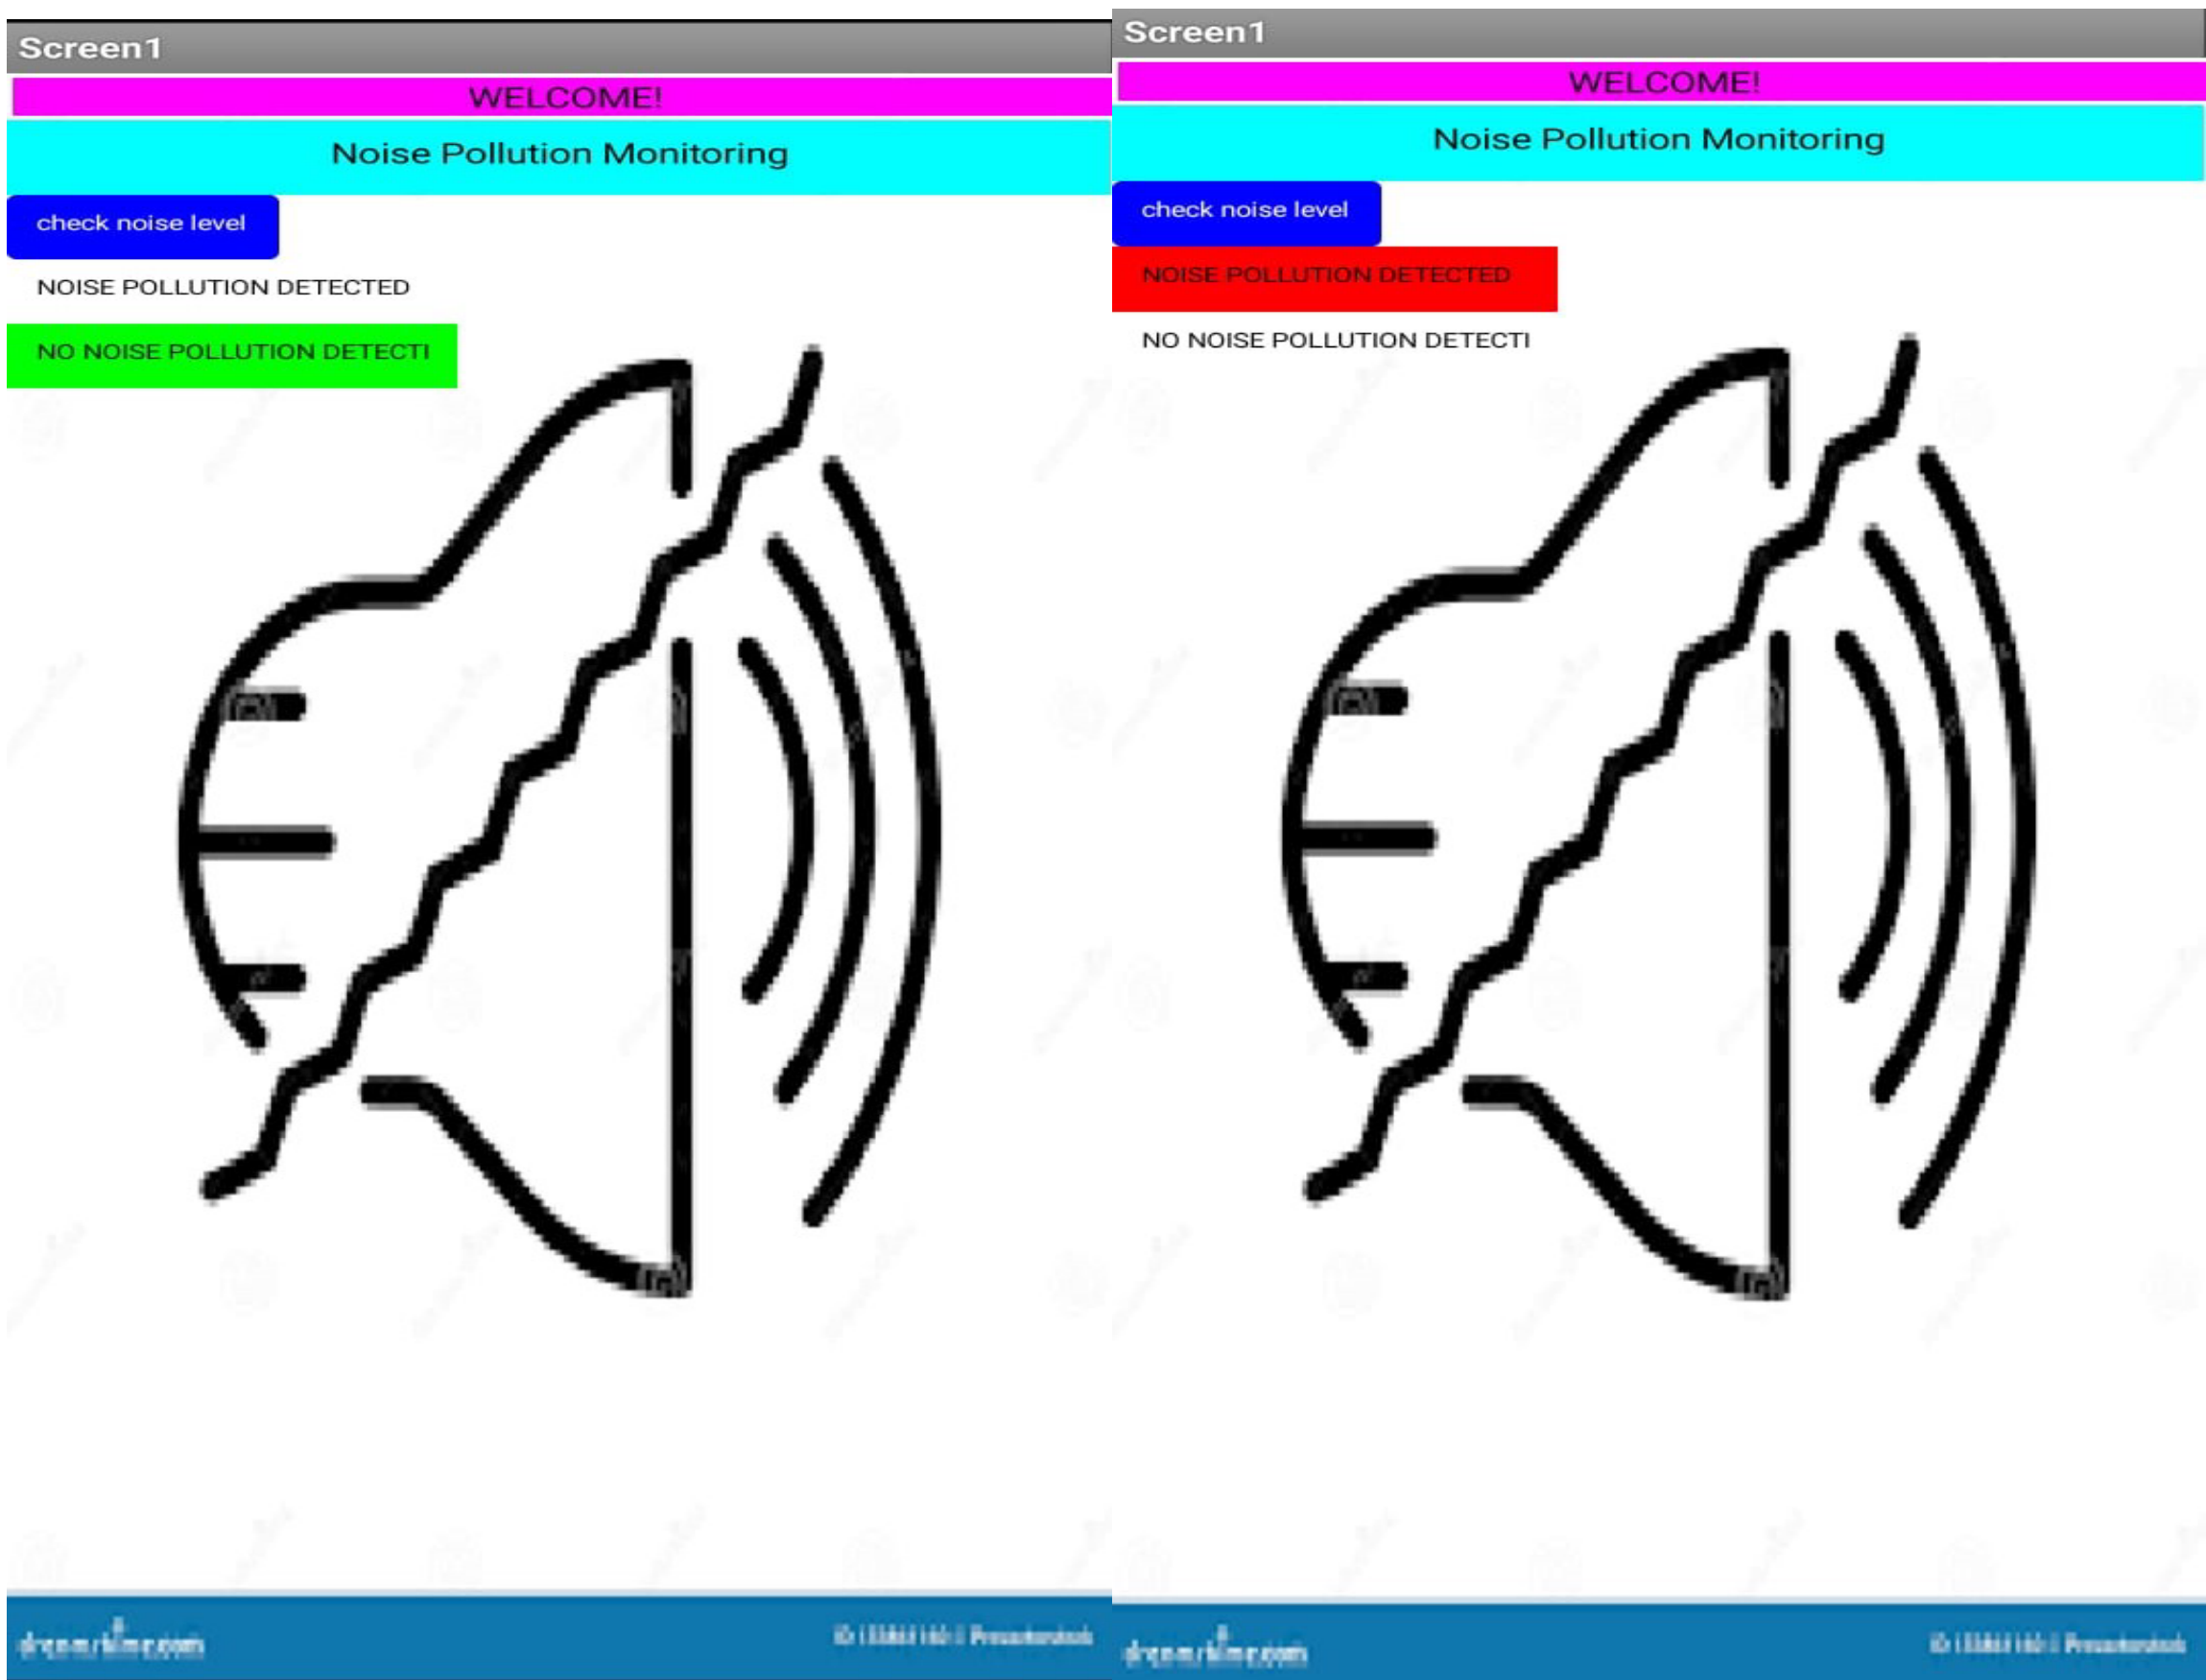 Screen1
WELCOME!
Noise Pollution Monitoring
check noise level
NOISE POLLUTION DETECTED
NO NOISE POLLUTION DETECTI
Screen1
WELCOME!
Noise Pollution Monitoring
check noise level
NOISE POLLUTION DETECTED
NO NOISE POLLUTION DETECTI